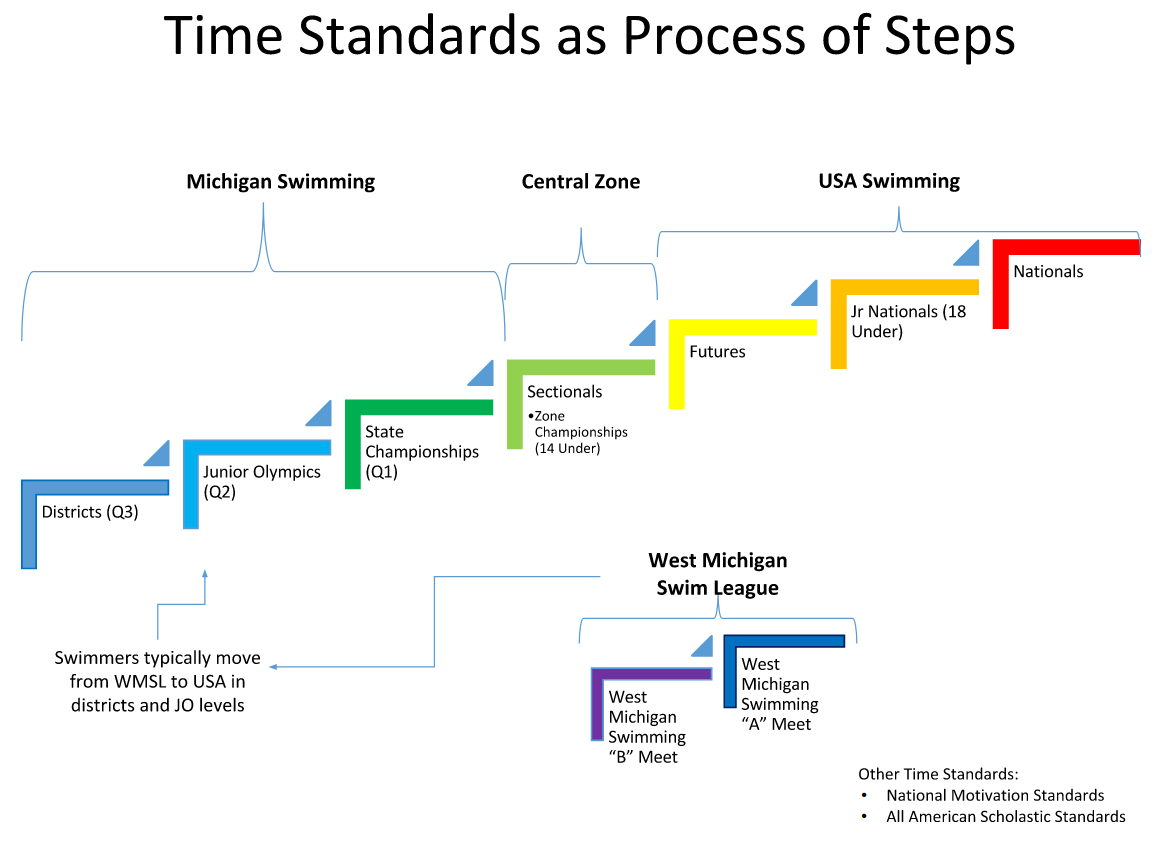 Time Standards as Process of Steps
Michigan Swimming
Central Zone
USA Swimming
Nationals
Jr Nationals (18
Under)
Futures
Sectionals
•Zone
Championships
(14 Under)
State
Championships
(Q1)
Junior Olympics
(Q2)
Districts (Q3)
West Michigan
Swim League
Swimmers typically move
from WMSL to USA in
districts and JO levels
West
Michigan
Swimming
“B” Meet
West
Michigan
Swimming
“A” Meet
Other Time Standards:
• National Motivation Standards
• All American Scholastic Standards